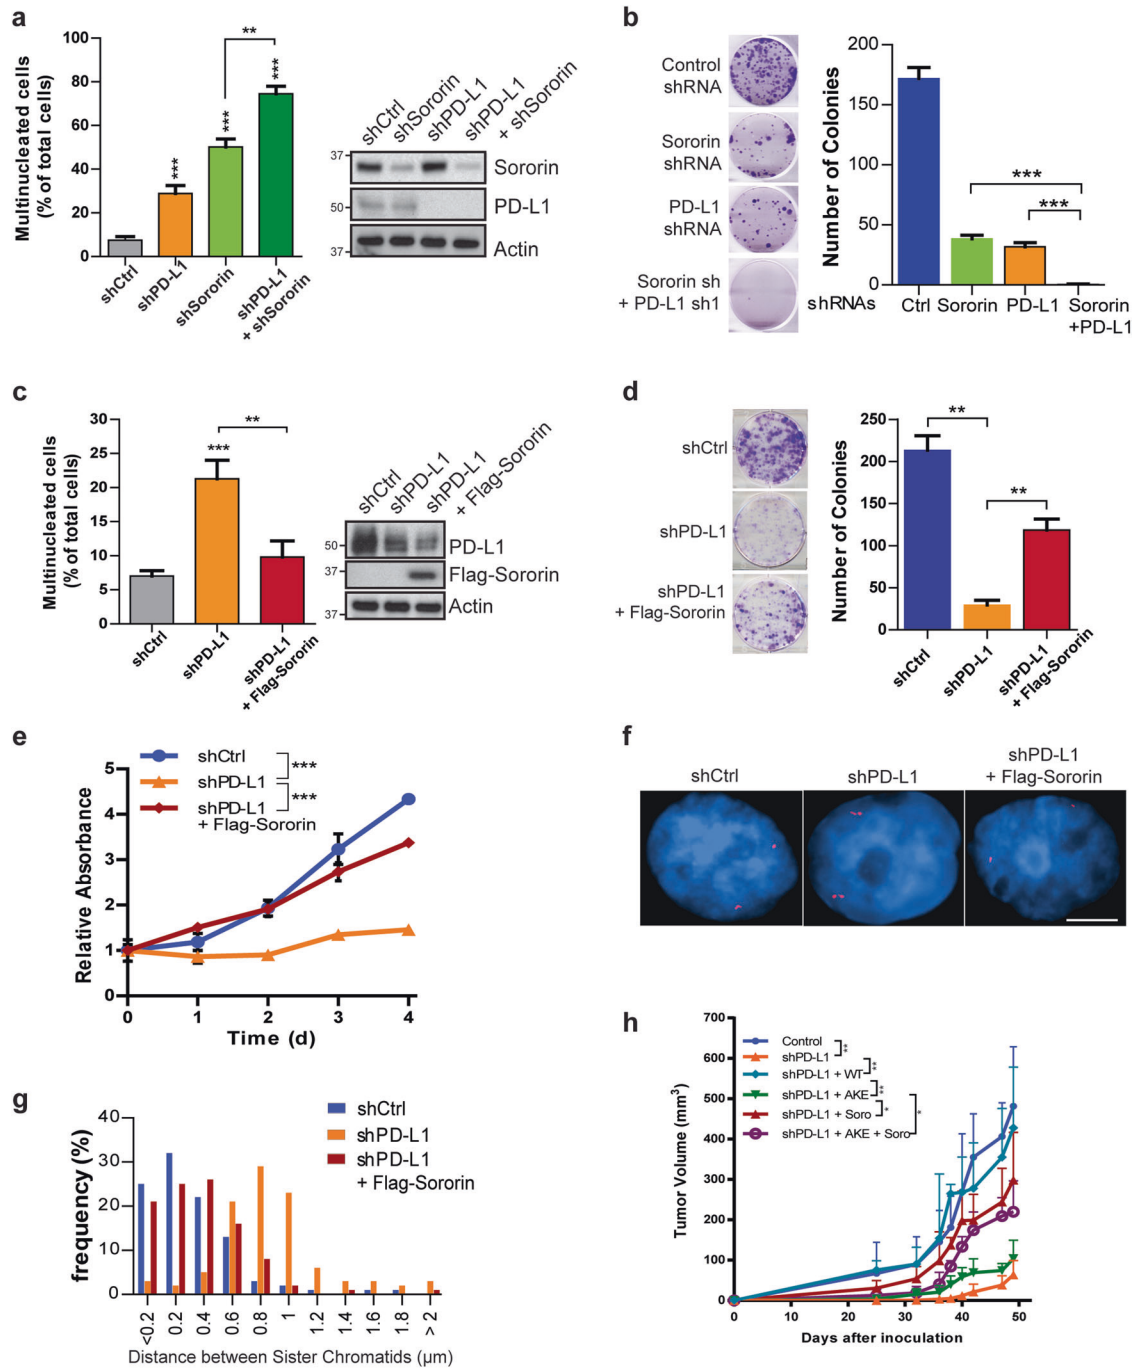 a
Multinucleated cells
(% of total cells)
100
80
60
40
20
0
**
***
***
***
shCtrl
shPD-L1
shSororin
shPD-L1
+ shSororin
shCtrl
shSororin
shPD-L1
shPD-L1
+ shSororin
37
Sororin
50
PD-L1
37
Actin
b
Control
shRNA
Sororin
shRNA
PD-L1
shRNA
Sororin sh
+ PD-L1 sh1
Number of Colonies
200
150
100
50
0
***
***
shRNAs
Ctrl
Sororin
PD-L1
Sororin
+PD-L1
c
Multinucleated cells
(% of total cells)
30
25
20
15
10
5
0
**
***
shCtrl
shPD-L1
shPD-L1
+ Flag-Sororin
shCtrl
shPD-L1
shPD-L1
+ Flag-Sororin
50
PD-L1
37
Flag-Sororin
37
Actin
d
shCtrl
shPD-L1
shPD-L1
+ Flag-Sororin
Number of Colonies
250
200
150
100
50
0
**
**
shCtrl
shPD-L1
shPD-L1
+ Flag-Sororin
e
shCtrl
shPD-L1
shPD-L1
+ Flag-Sororin
***
***
Relative Absorbance
5
4
3
2
1
0
0 1 2 3 4
Time (d)
f
shCtrl
shPD-L1
shPD-L1
+ Flag-Sororin
g
frequency (%)
40
30
20
10
0
shCtrl
shPD-L1
shPD-L1
+ Flag-Sororin
<0.2 0.2 0.4 0.6 0.8 1 1.2 1.4 1.6 1.8 > 2
Distance between Sister Chromatids (µm)
h
Tumor Volume (mm³)
700
600
500
400
300
200
100
0
Control
shPD-L1
shPD-L1 + WT
shPD-L1 + AKE
shPD-L1 + Soro
shPD-L1 + AKE + Soro
**
**
**
*
*
0 10 20 30 40 50
Days after inoculation